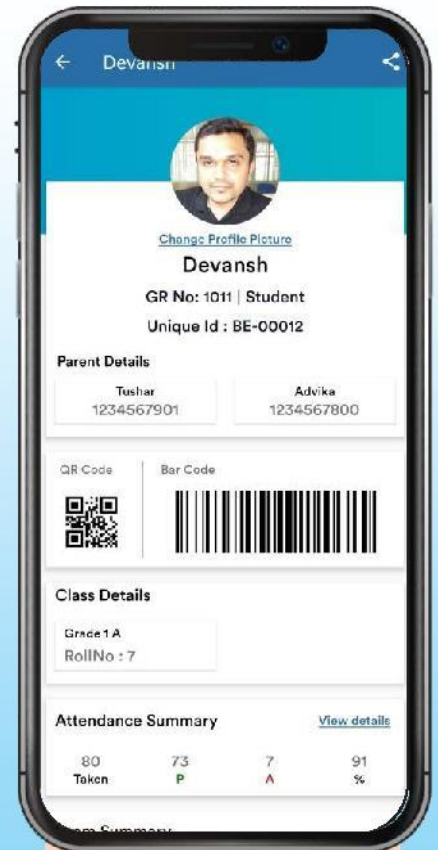 Devansh
Change Profile Picture
Devansh
GR No: 1011 | Student
Unique Id : BE-00012
Parent Details
Tushar Advika
1234567901 1234567800
QR Code Bar Code
Class Details
Grade 1 A
RollNo : 7
Attendance Summary View details
80 73 7 91
Taken P A %
Summary